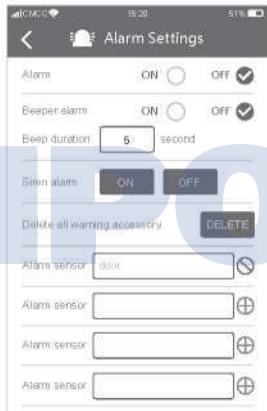 CMCC 15:20 51%
Alarm Settings
Alarm ON OFF
Beeper alarm ON OFF
Beep duration 5 second
Siren alarm ON OFF
Delete all warning accessory DELETE
Alarm sensor door
Alarm sensor
Alarm sensor
Alarm sensor
IPO